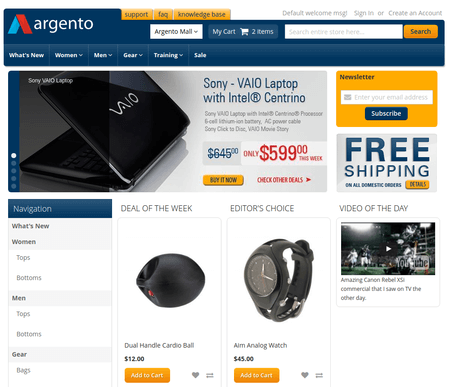 support faq knowledge base
Default welcome msg! Sign In or Create an Account
argento
Argento Mall
My Cart 2 items
Search entire store here...
Search
What's New Women Men Gear Training Sale
Sony VAIO Laptop
VAIO
Sony - VAIO Laptop
with Intel® Centrino
Sony VAIO Laptop with Intel® Centrino®Processor
6-cell lithium-ion battery, AC power cable
Sony Click to Disc, VAIO Movie Story
$645.00 ONLY $599.00
THIS WEEK
BUY IT NOW
CHECK OTHER DEALS >
Newsletter
Enter your email address
Subscribe
FREE
SHIPPING
ON ALL DOMESTIC ORDERS
DETAILS
Navigation
What's New
Women
Tops
Bottoms
Men
Tops
Bottoms
Gear
Bags
DEAL OF THE WEEK
Dual Handle Cardio Ball
$12.00
Add to Cart
EDITOR'S CHOICE
Aim Analog Watch
$45.00
Add to Cart
VIDEO OF THE DAY
Amazing Canon Rebel XSi
commercial that I saw on TV the
other day.